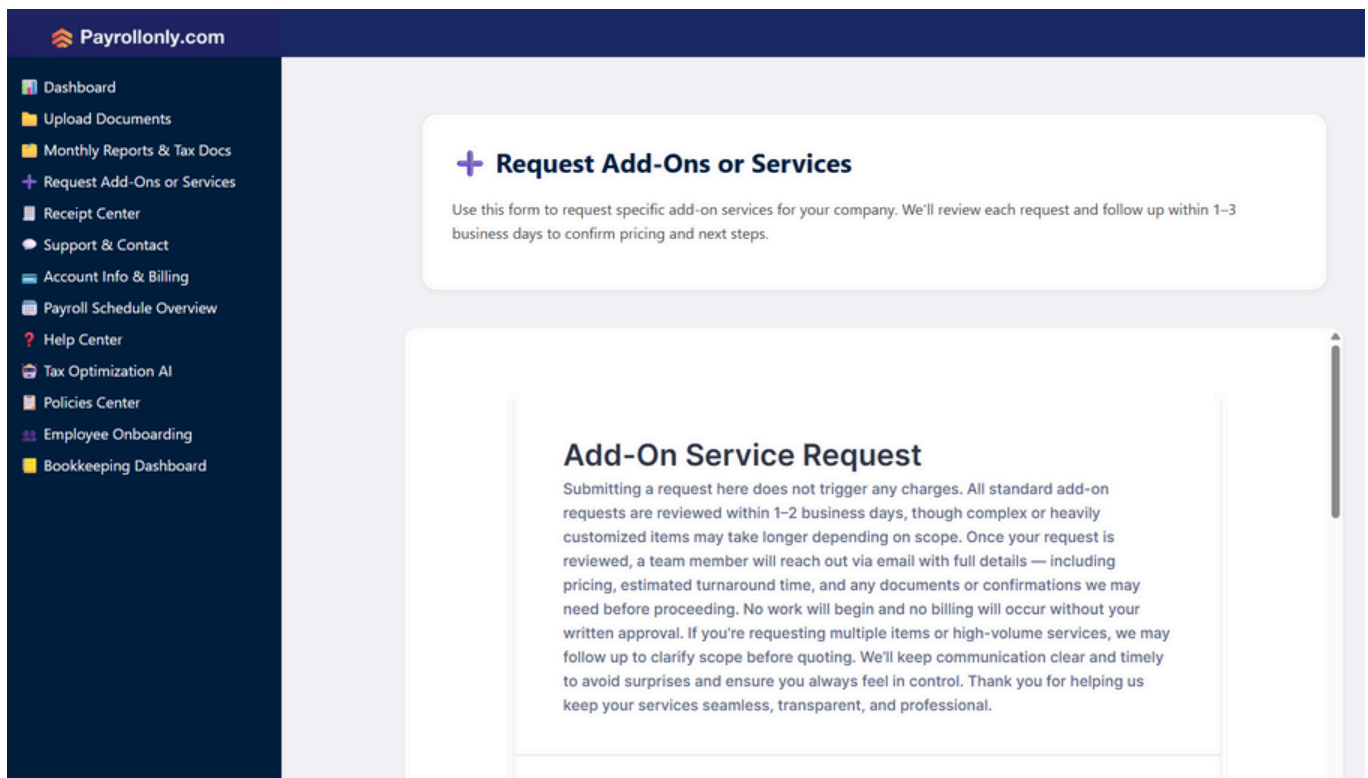 Payrollonly.com
Dashboard
Upload Documents
Monthly Reports & Tax Docs
Request Add-Ons or Services
Receipt Center
Support & Contact
Account Info & Billing
Payroll Schedule Overview
Help Center
Tax Optimization AI
Policies Center
Employee Onboarding
Bookkeeping Dashboard
Request Add-Ons or Services
Use this form to request specific add-on services for your company. We'll review each request and follow up within 1–3
business days to confirm pricing and next steps.
Add-On Service Request
Submitting a request here does not trigger any charges. All standard add-on
requests are reviewed within 1–2 business days, though complex or heavily
customized items may take longer depending on scope. Once your request is
reviewed, a team member will reach out via email with full details — including
pricing, estimated turnaround time, and any documents or confirmations we may
need before proceeding. No work will begin and no billing will occur without your
written approval. If you're requesting multiple items or high-volume services, we may
follow up to clarify scope before quoting. We'll keep communication clear and timely
to avoid surprises and ensure you always feel in control. Thank you for helping us
keep your services seamless, transparent, and professional.